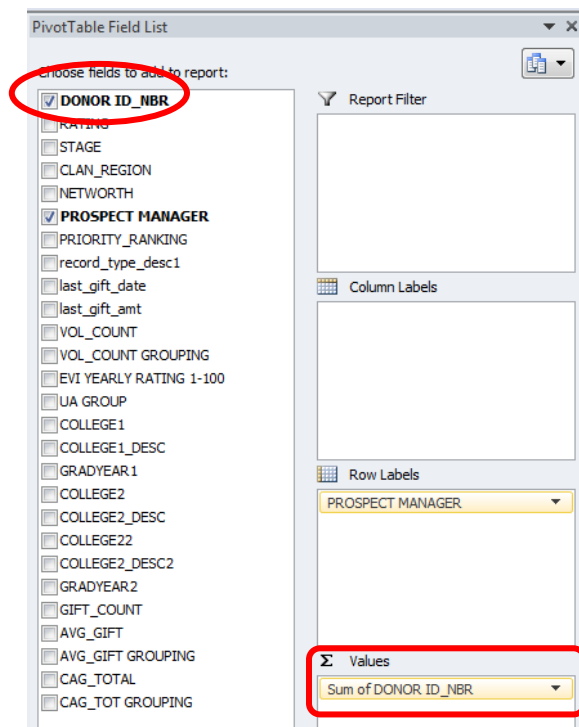 PivotTable Field List
Choose fields to add to report:
DONOR ID_NBR
RATING
STAGE
CLAN_REGION
NETWORTH
PROSPECT MANAGER
PRIORITY_RANKING
record_type_desc1
last_gift_date
last_gift_amt
VOL_COUNT
VOL_COUNT GROUPING
EVI YEARLY RATING 1-100
UA GROUP
COLLEGE1
COLLEGE1_DESC
GRADYEAR1
COLLEGE2
COLLEGE2_DESC
COLLEGE22
COLLEGE2_DESC2
GRADYEAR2
GIFT_COUNT
AVG_GIFT
AVG_GIFT GROUPING
CAG_TOTAL
CAG_TOT GROUPING
Report Filter
Column Labels
Row Labels
PROSPECT MANAGER
Σ Values
Sum of DONOR ID_NBR